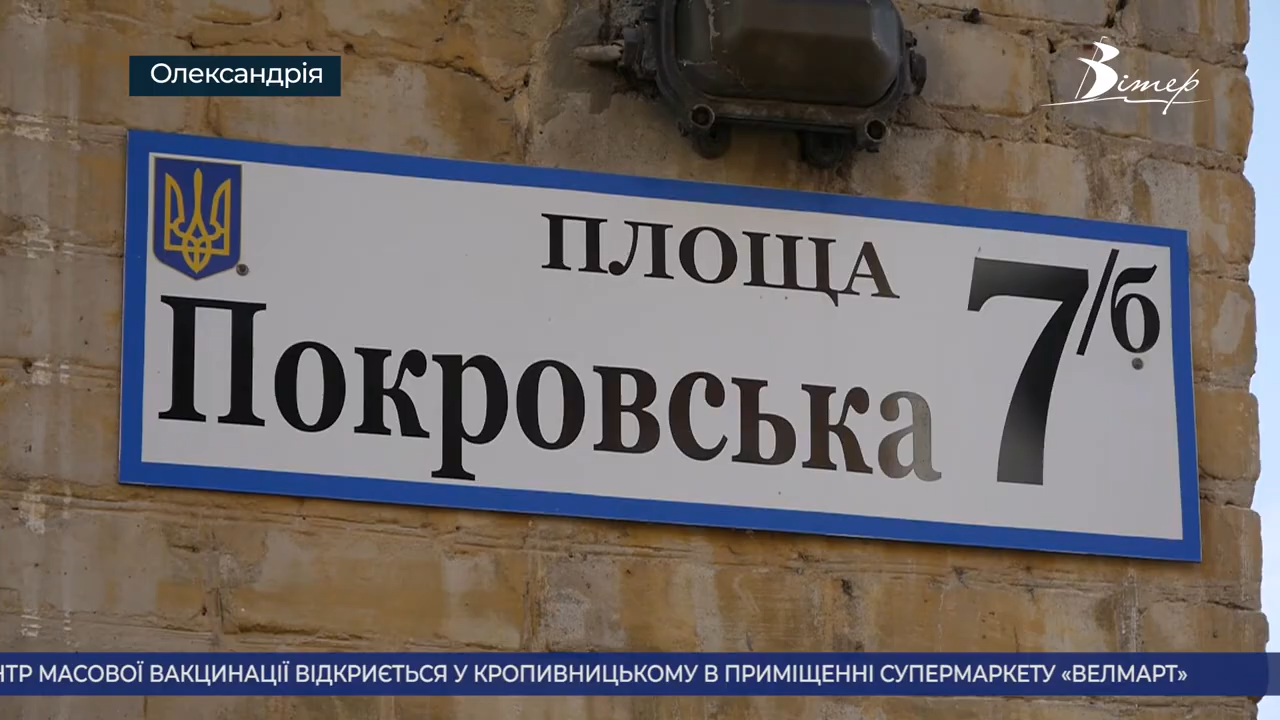 Олександрія
Вітер
ПЛОЩА
Покровська
7/б
НТР МАСОВОЇ ВАКЦИНАЦІЇ ВІДКРИЄТЬСЯ У КРОПИВНИЦЬКОМУ В ПРИМІЩЕННІ СУПЕРМАРКЕТУ «ВЕЛМАРТ»